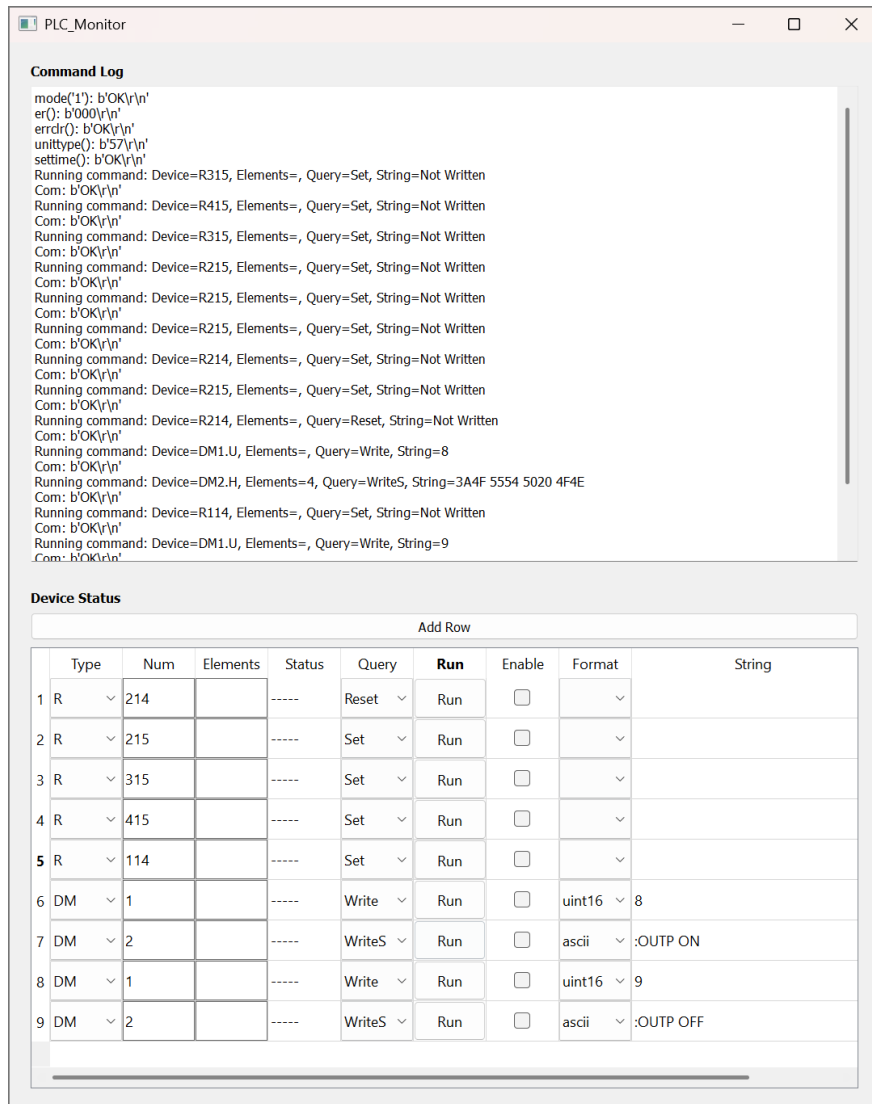 PLC_Monitor
Command Log
mode('1'): b'OK\r\n'
er(): b'000\r\n'
errclr(): b'OK\r\n'
unittype(): b'57\r\n'
settime(): b'OK\r\n'
Running command: Device=R315, Elements=, Query=Set, String=Not Written
Com: b'OK\r\n'
Running command: Device=R415, Elements=, Query=Set, String=Not Written
Com: b'OK\r\n'
Running command: Device=R315, Elements=, Query=Set, String=Not Written
Com: b'OK\r\n'
Running command: Device=R215, Elements=, Query=Set, String=Not Written
Com: b'OK\r\n'
Running command: Device=R215, Elements=, Query=Set, String=Not Written
Com: b'OK\r\n'
Running command: Device=R215, Elements=, Query=Set, String=Not Written
Com: b'OK\r\n'
Running command: Device=R214, Elements=, Query=Set, String=Not Written
Com: b'OK\r\n'
Running command: Device=R215, Elements=, Query=Set, String=Not Written
Com: b'OK\r\n'
Running command: Device=R214, Elements=, Query=Reset, String=Not Written
Com: b'OK\r\n'
Running command: Device=DM1.U, Elements=, Query=Write, String=8
Com: b'OK\r\n'
Running command: Device=DM2.H, Elements=4, Query=WriteS, String=3A4F 5554 5020 4F4E
Com: b'OK\r\n'
Running command: Device=R114, Elements=, Query=Set, String=Not Written
Com: b'OK\r\n'
Running command: Device=DM1.U, Elements=, Query=Write, String=9
Com: b'OK\r\n'
Device Status
Add Row
Type Num Elements Status Query Run Enable Format String
1 R 214 ----- Reset Run
2 R 215 ----- Set Run
3 R 315 ----- Set Run
4 R 415 ----- Set Run
5 R 114 ----- Set Run
6 DM 1 ----- Write Run uint16 8
7 DM 2 ----- WriteS Run ascii :OUTP ON
8 DM 1 ----- Write Run uint16 9
9 DM 2 ----- WriteS Run ascii :OUTP OFF